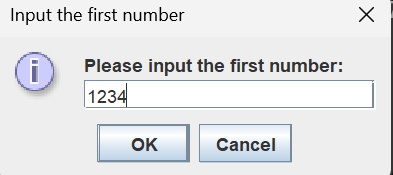 Input the first number
Please input the first number:
1234
OK
Cancel